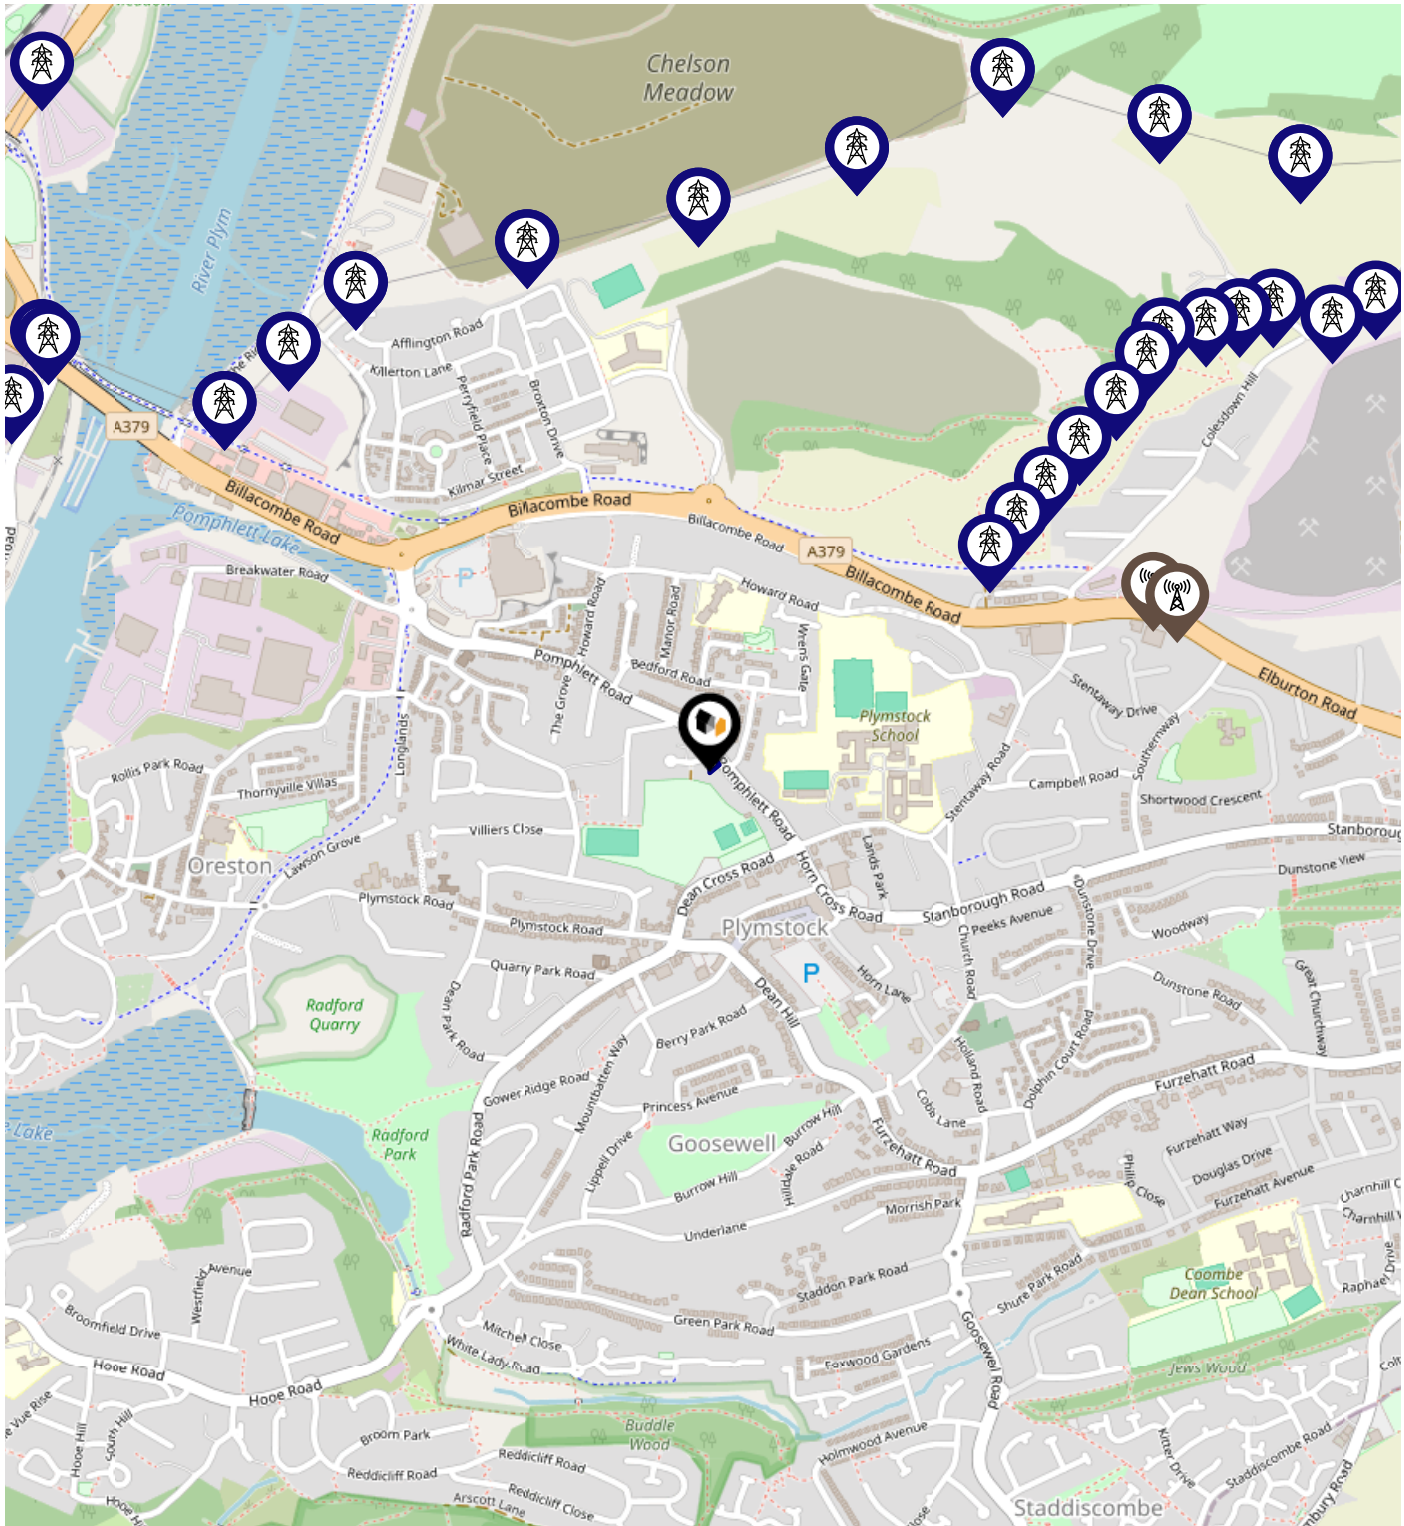 Chelson
Meadow
River Plym
Afflington Road
Killerton Lane
Perryfield Place
Broxton Drive
Kilmar Street
A379
Billacombe Road
Billacombe Road
Billacombe Road
A379
Billacombe Road
Colesdown Hill
Pomphlett Lake
Breakwater Road
P
Howard Road
Howard Road
Manor Road
Wren's Gate
Bedford Road
Pomphlett Road
The Grove
Elburton Road
Stentaway Drive
Southernway
Plymstock
School
Longlands
Rollis Park Road
Thornyville Villas
Pomphlett Road
Stentaway Road
Campbell Road
Shortwood Crescent
Villiers Close
Lawson Grove
Oreston
Lands Park
Dean Cross Road
Horn Cross Road
Dunstone View
Plymstock Road
Plymstock Road
Plymstock
Stanborough Road
Peeks Avenue
Dunstone Drive
Woodway
Church Road
Quarry Park Road
P
Horn Lane
Dean Hill
Dunstone Road
Great Churchway
Radford
Quarry
Dean Park Road
Berry Park Road
Holland Road
Dolphin Court Road
Gower Ridge Road
Mountbatten Way
Princess Avenue
Furzehatt Road
Cobb Lane
Lake
Radford
Park
Goosewell
Burrow Hill
Furzehatt Road
Furzehatt Way
Lippell Drive
Radford Park Road
Burrow Hill
Hilldale Road
Philip Close
Douglas Drive
Furzehatt Avenue
Morrish Park
Underlane
Westfield Avenue
Staddon Park Road
Shute Park Road
Coombe
Dean School
Raphael Drive
Broomfield Drive
Green Park Road
Mitchell Close
White Lady Road
Foxwood Gardens
Goosewell Road
Jews Wood
Hooe Road
Hooe Road
Hooe Hill
South Hill
Broom Park
Buddle
Wood
Holmwood Avenue
Reddicliff Road
Reddicliff Road
Reddicliff Close
Arscott Lane
Kitter Drive
Staddiscombe Road
Staddiscombe